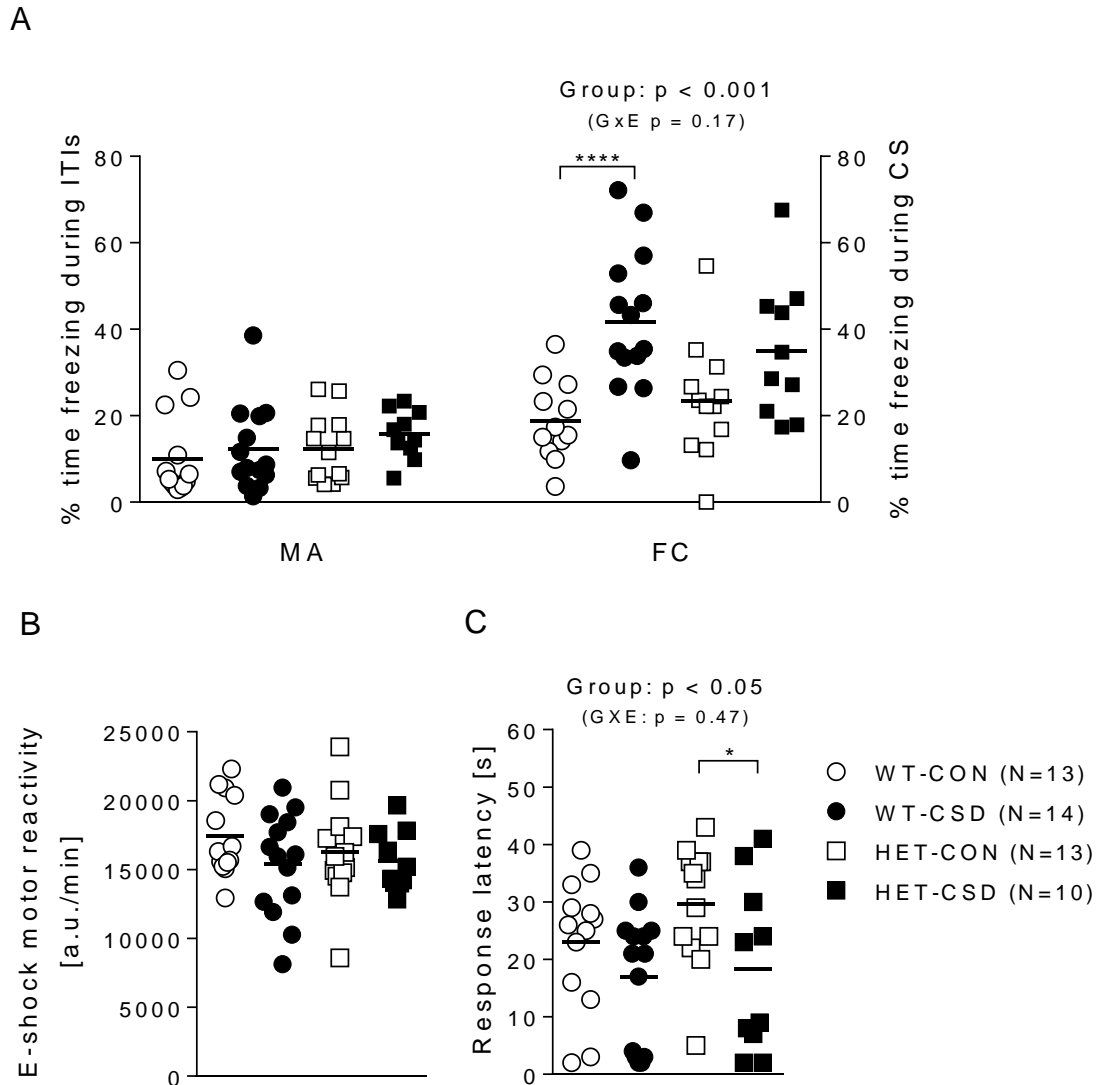 A
Group: p < 0.001
(GxE p = 0.17)
% time freezing during ITIs
80
60
40
20
0
****
80
60
40
20
0
% time freezing during CS
MA
FC
B
E-shock motor reactivity
[a.u./min]
25000
20000
15000
10000
5000
0
C
Group: p < 0.05
(GXE: p = 0.47)
Response latency [s]
60
50
40
30
20
10
0
*
WT-CON (N=13)
WT-CSD (N=14)
HET-CON (N=13)
HET-CSD (N=10)